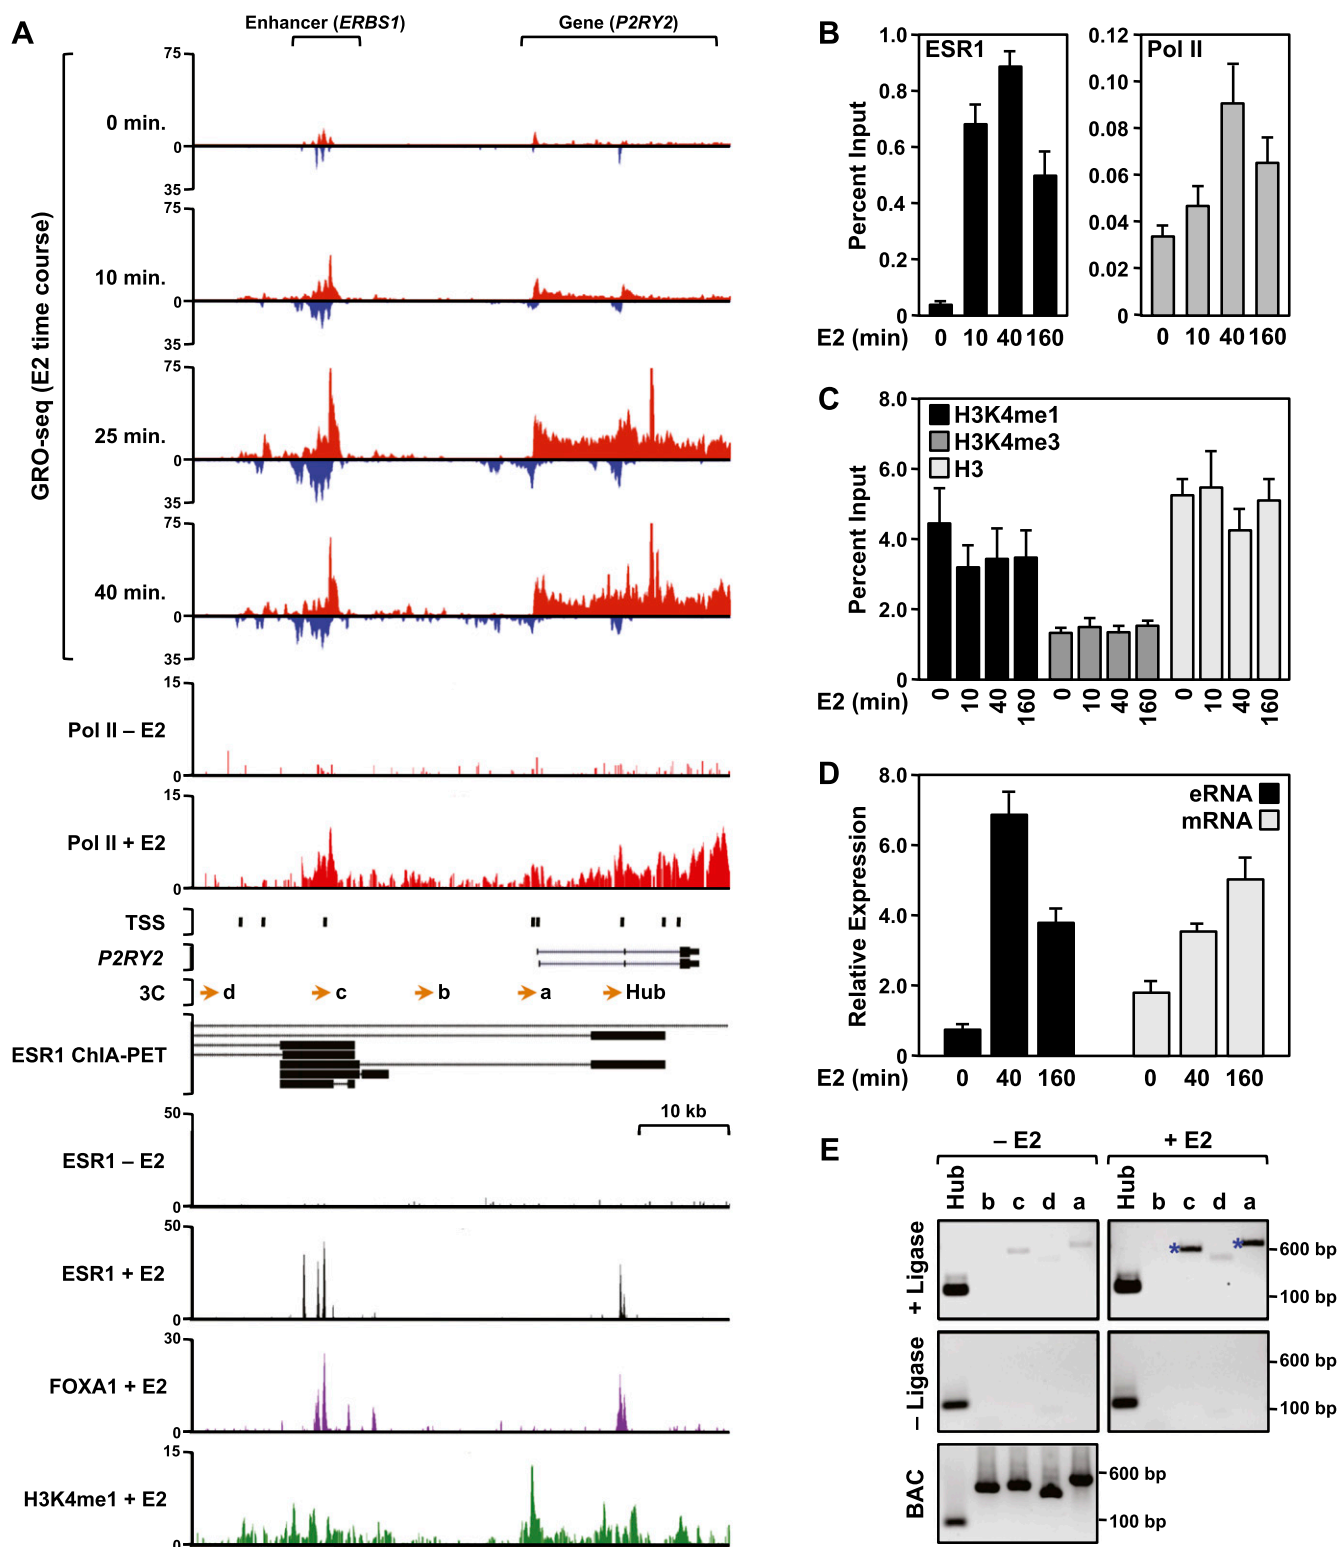 A
Enhancer (ERBS1)
Gene (P2RY2)
GRO-seq (E2 time course)
75
0 min.
0
35
75
10 min.
0
35
75
25 min.
0
35
75
40 min.
0
35
15
Pol II – E2
0
15
Pol II + E2
0
TSS
P2RY2
3C
d
c
b
a
Hub
ESR1 ChIA-PET
10 kb
50
ESR1 – E2
0
50
ESR1 + E2
0
30
FOXA1 + E2
0
15
H3K4me1 + E2
0
B
ESR1
Percent Input
1.0
0.8
0.6
0.4
0.2
0
E2 (min)
0 10 40 160
Pol II
0.12
0.10
0.08
0.06
0.04
0.02
0
0 10 40 160
C
Percent Input
8.0
6.0
4.0
2.0
0
H3K4me1
H3K4me3
H3
E2 (min)
0 10 40 160 0 10 40 160 0 10 40 160
D
Relative Expression
8.0
6.0
4.0
2.0
0
eRNA
mRNA
E2 (min)
0 40 160 0 40 160
E
– E2
+ E2
Hub b c d a
Hub b c d a
+ Ligase
* *
600 bp
100 bp
– Ligase
600 bp
100 bp
BAC
600 bp
100 bp